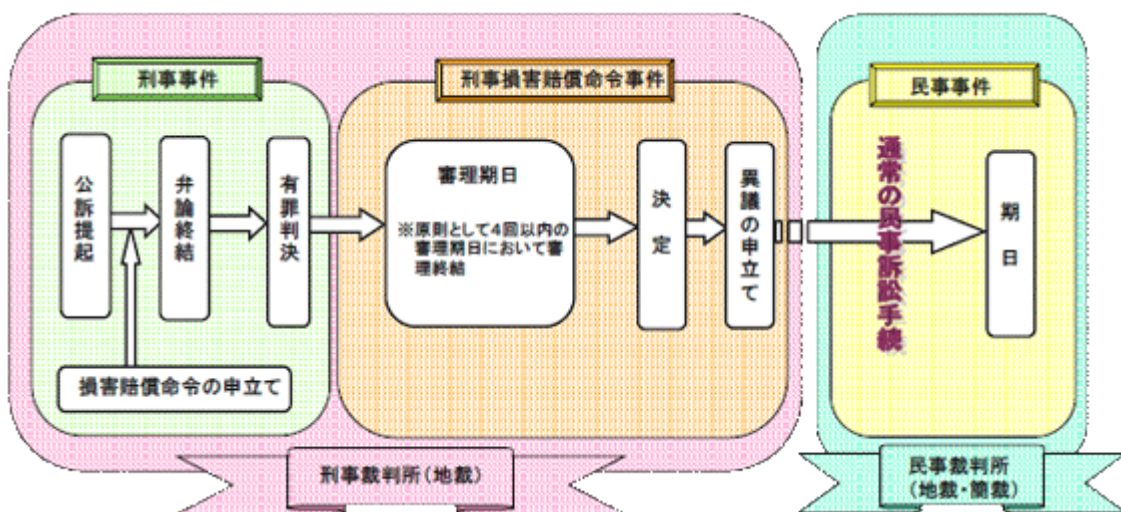 刑事事件
刑事損害賠償命令事件
民事事件
公訴提起
弁論終結
有罪判決
審理期日
※原則として4回以内の
審理期日において審
理終結
決定
異議の申立て
通常の民事訴訟手続
期日
損害賠償命令の申立て
刑事裁判所(地裁)
民事裁判所
(地裁・簡裁)